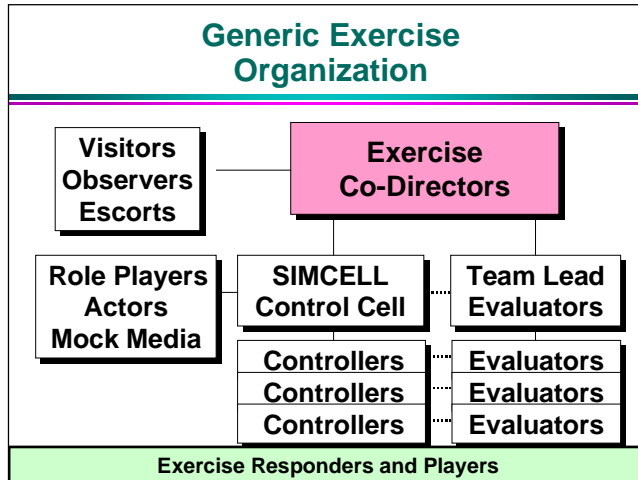 Generic Exercise
Organization
Visitors
Observers
Escorts
Exercise
Co-Directors
Role Players
Actors
Mock Media
SIMCELL
Control Cell
Team Lead
Evaluators
Controllers
Controllers
Controllers
Evaluators
Evaluators
Evaluators
Exercise Responders and Players